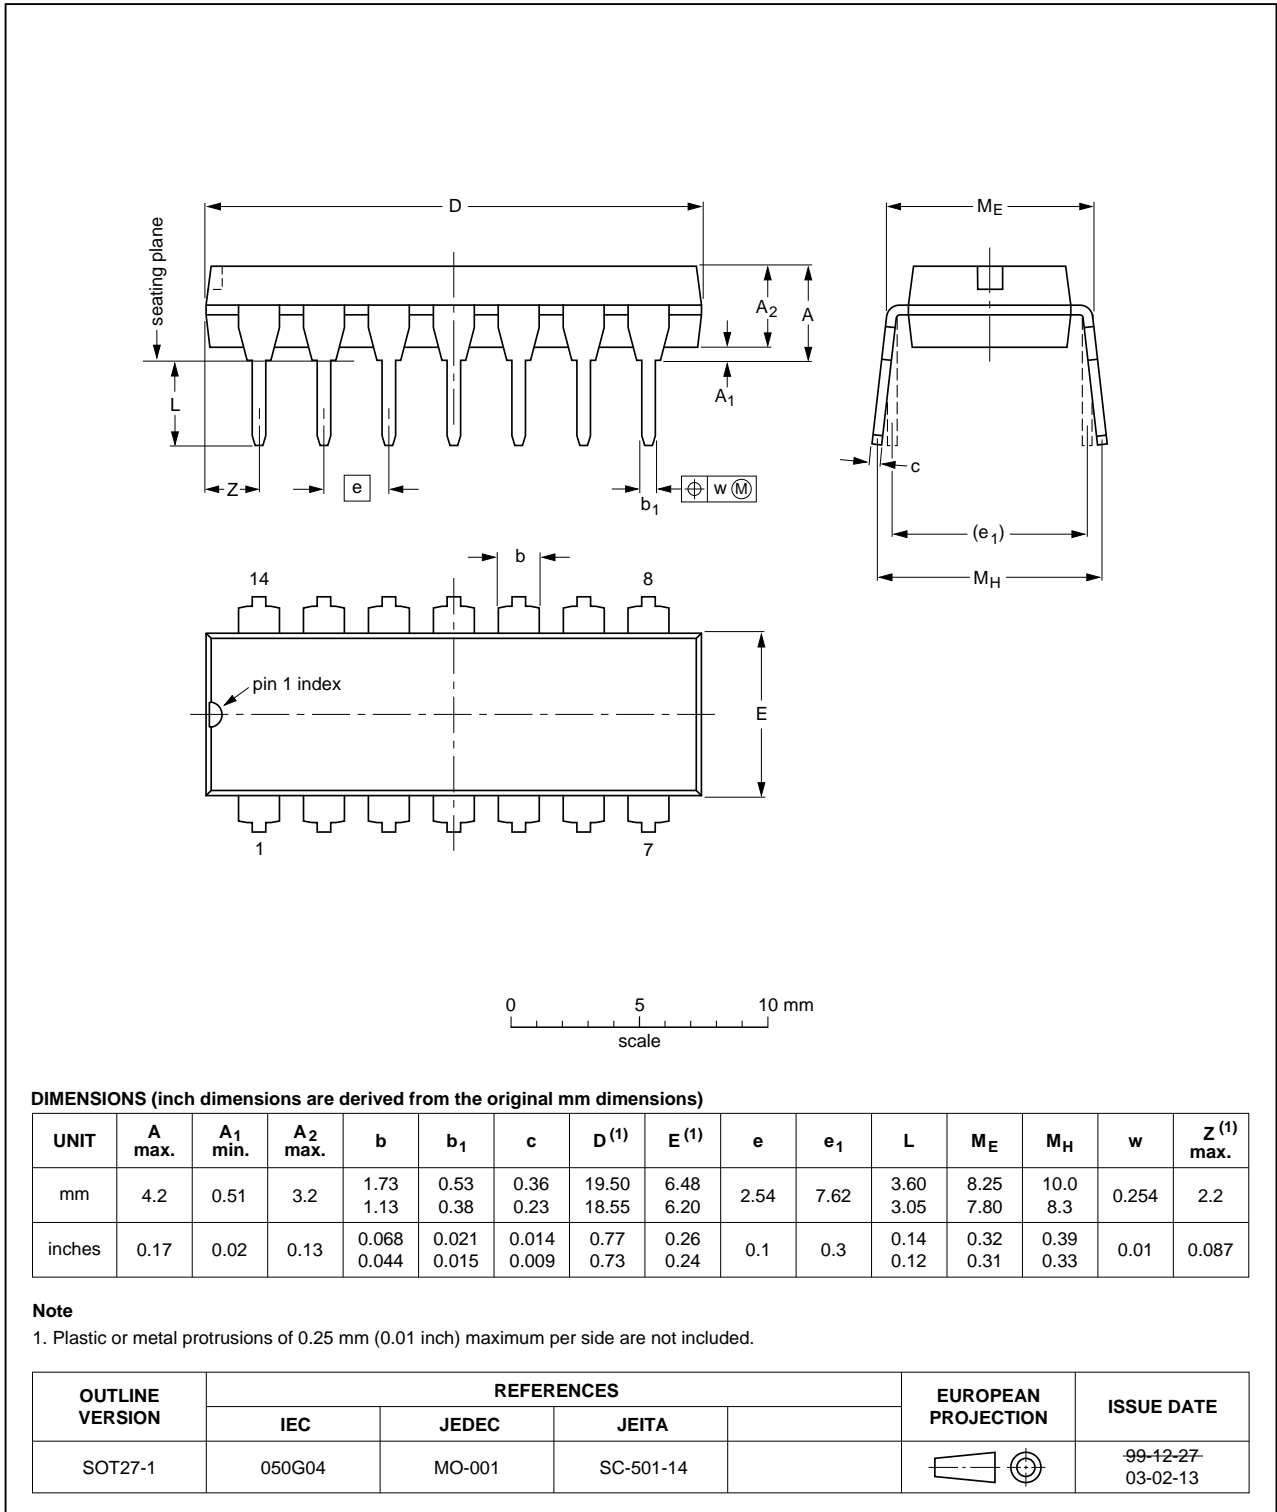 D
M_E
seating plane
A_2
A
L
A_1
Z
e
b_1
w M
c
(e_1)
M_H
b
14
8
pin 1 index
E
1
7
0 5 10 mm
scale
DIMENSIONS (inch dimensions are derived from the original mm dimensions)
UNIT A max. A1 min. A2 max. b b1 c D(1) E(1) e e1 L ME MH w Z(1) max.
mm 4.2 0.51 3.2 1.73 1.13 0.53 0.38 0.36 0.23 19.50 18.55 6.48 6.20 2.54 7.62 3.60 3.05 8.25 7.80 10.0 8.3 0.254 2.2
inches 0.17 0.02 0.13 0.068 0.044 0.021 0.015 0.014 0.009 0.77 0.73 0.26 0.24 0.1 0.3 0.14 0.12 0.32 0.31 0.39 0.33 0.01 0.087
Note
1. Plastic or metal protrusions of 0.25 mm (0.01 inch) maximum per side are not included.
OUTLINE VERSION REFERENCES EUROPEAN PROJECTION ISSUE DATE
IEC JEDEC JEITA
SOT27-1 050G04 MO-001 SC-501-14 99-12-27
03-02-13